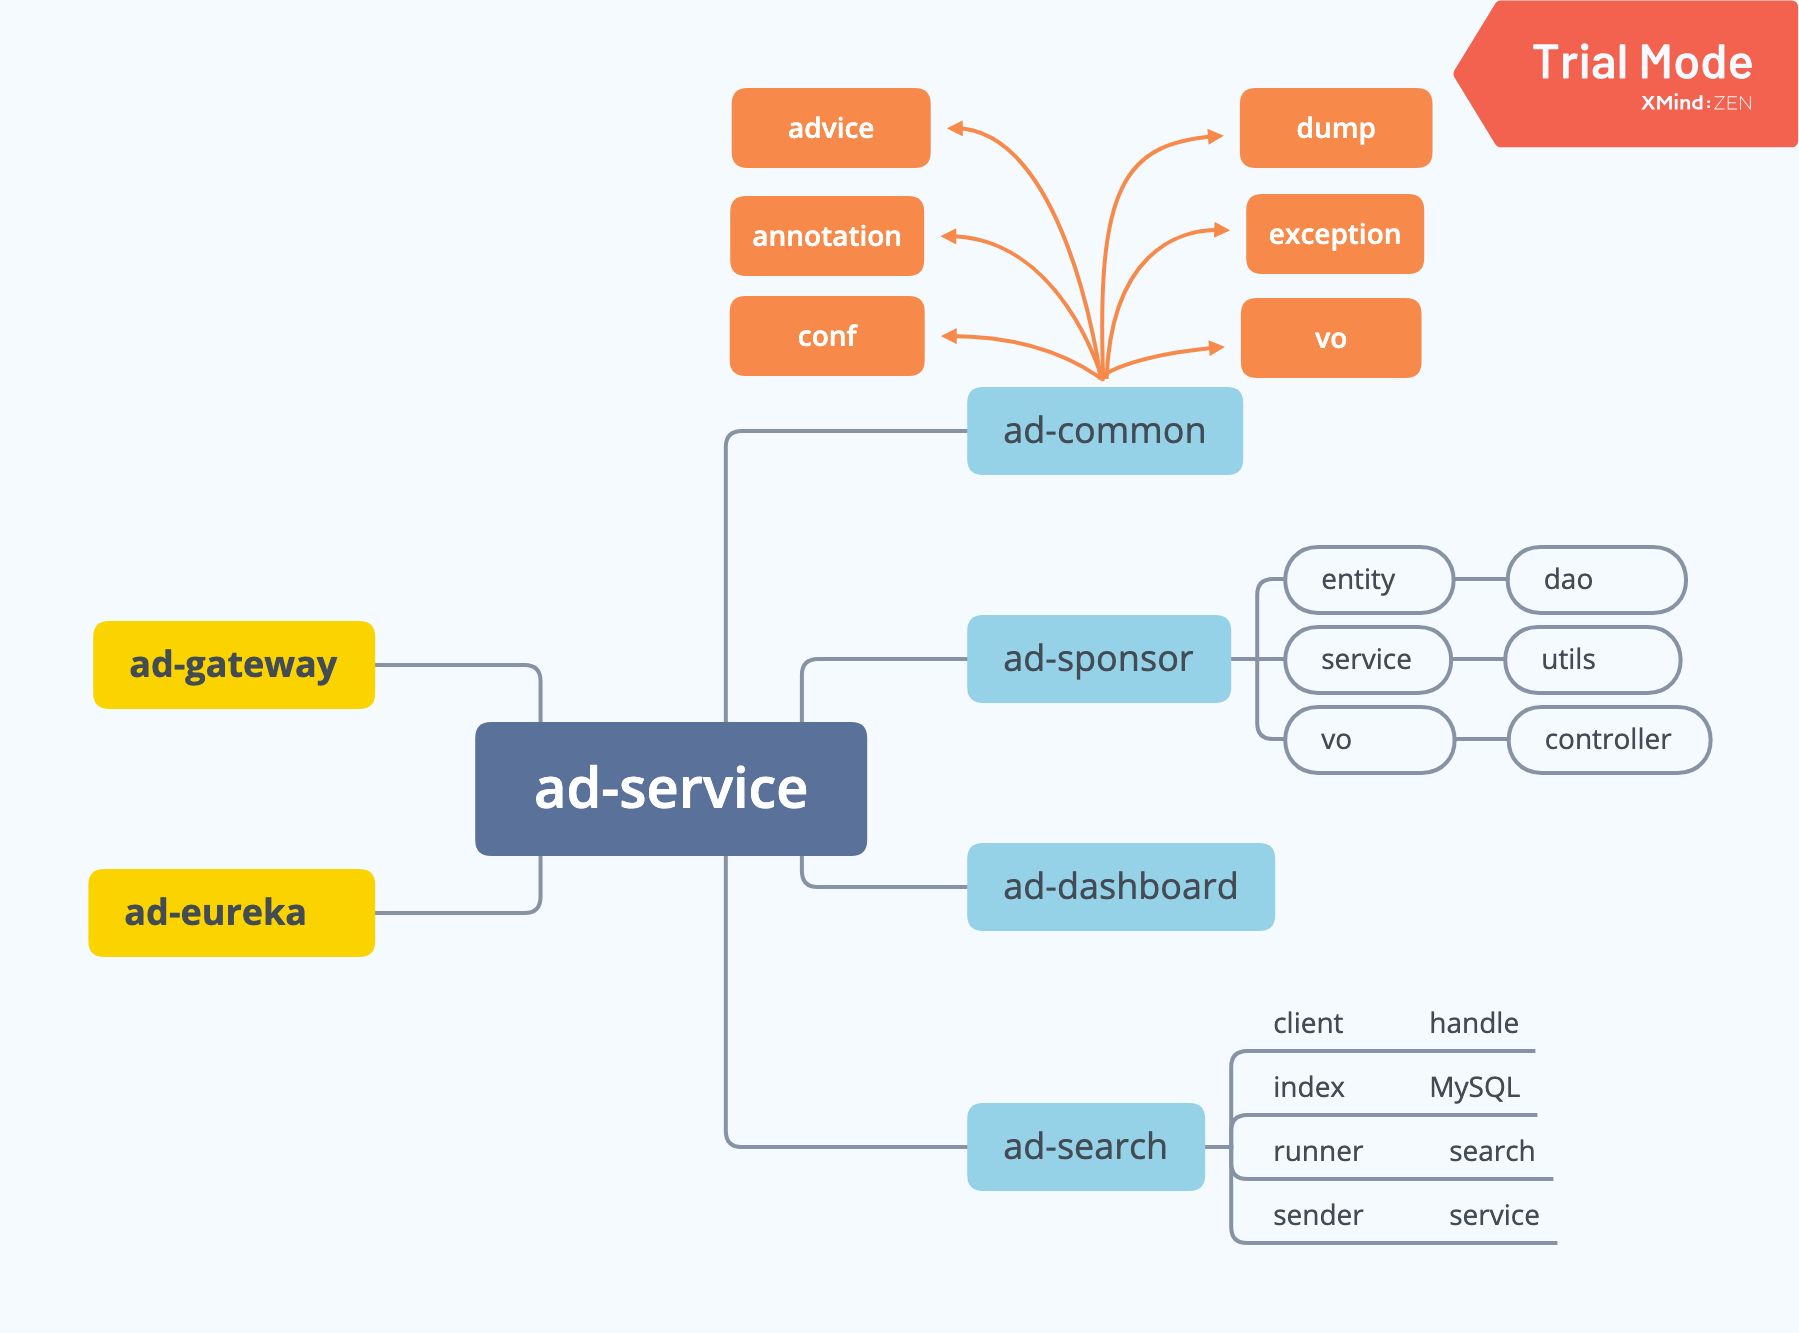 Trial Mode
XMind:ZEN
advice
dump
annotation
exception
conf
vo
ad-common
entity
dao
ad-sponsor
service
utils
vo
controller
ad-gateway
ad-service
ad-eureka
ad-dashboard
client handle
index MySQL
ad-search
runner search
sender service